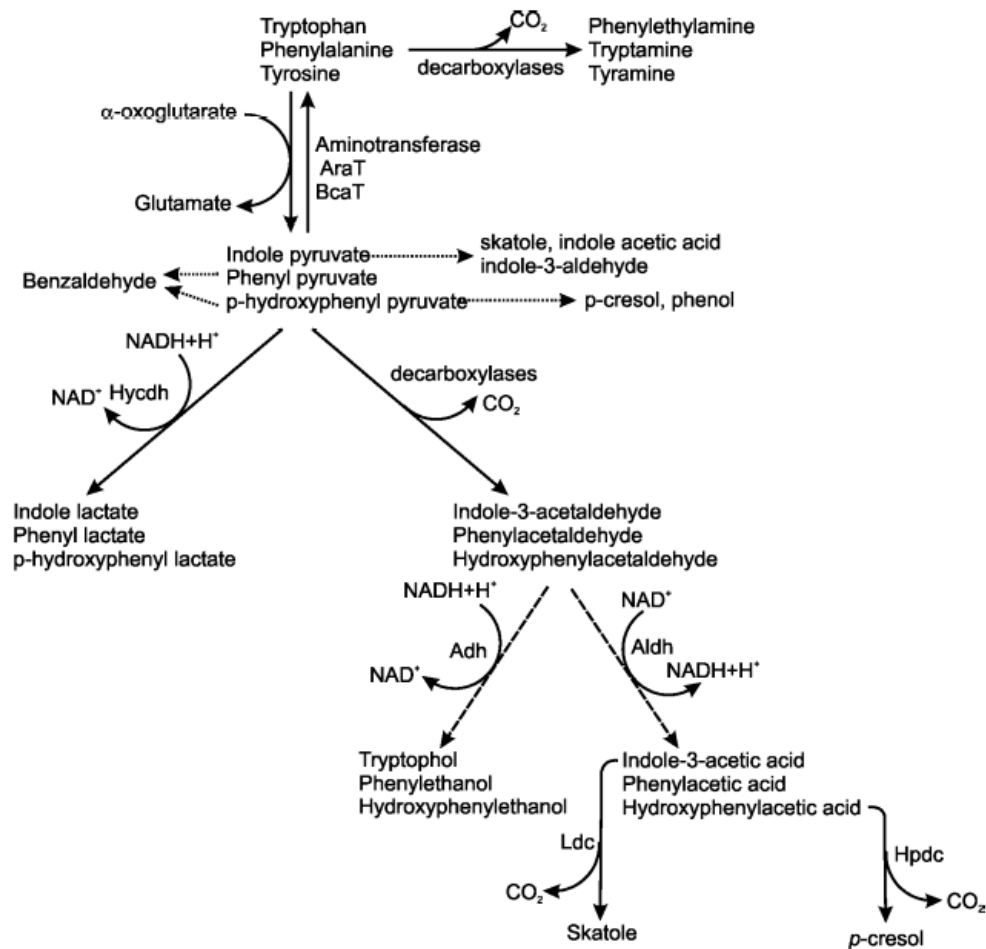 Tryptophan
Phenylalanine
Tyrosine
CO₂
decarboxylases
Phenylethylamine
Tryptamine
Tyramine
α-oxoglutarate
Glutamate
Aminotransferase
AraT
BcaT
Indole pyruvate
Phenyl pyruvate
p-hydroxyphenyl pyruvate
skatole, indole acetic acid
indole-3-aldehyde
Benzaldehyde
p-cresol, phenol
NADH+H⁺
NAD⁺ Hycdh
decarboxylases
CO₂
Indole lactate
Phenyl lactate
p-hydroxyphenyl lactate
Indole-3-acetaldehyde
Phenylacetaldehyde
Hydroxyphenylacetaldehyde
NADH+H⁺
Adh
NAD⁺
NAD⁺
Aldh
NADH+H⁺
Tryptophol
Phenylethanol
Hydroxyphenylethanol
Indole-3-acetic acid
Phenylacetic acid
Hydroxyphenylacetic acid
Ldc
CO₂
Skatole
Hpdc
CO₂
p-cresol